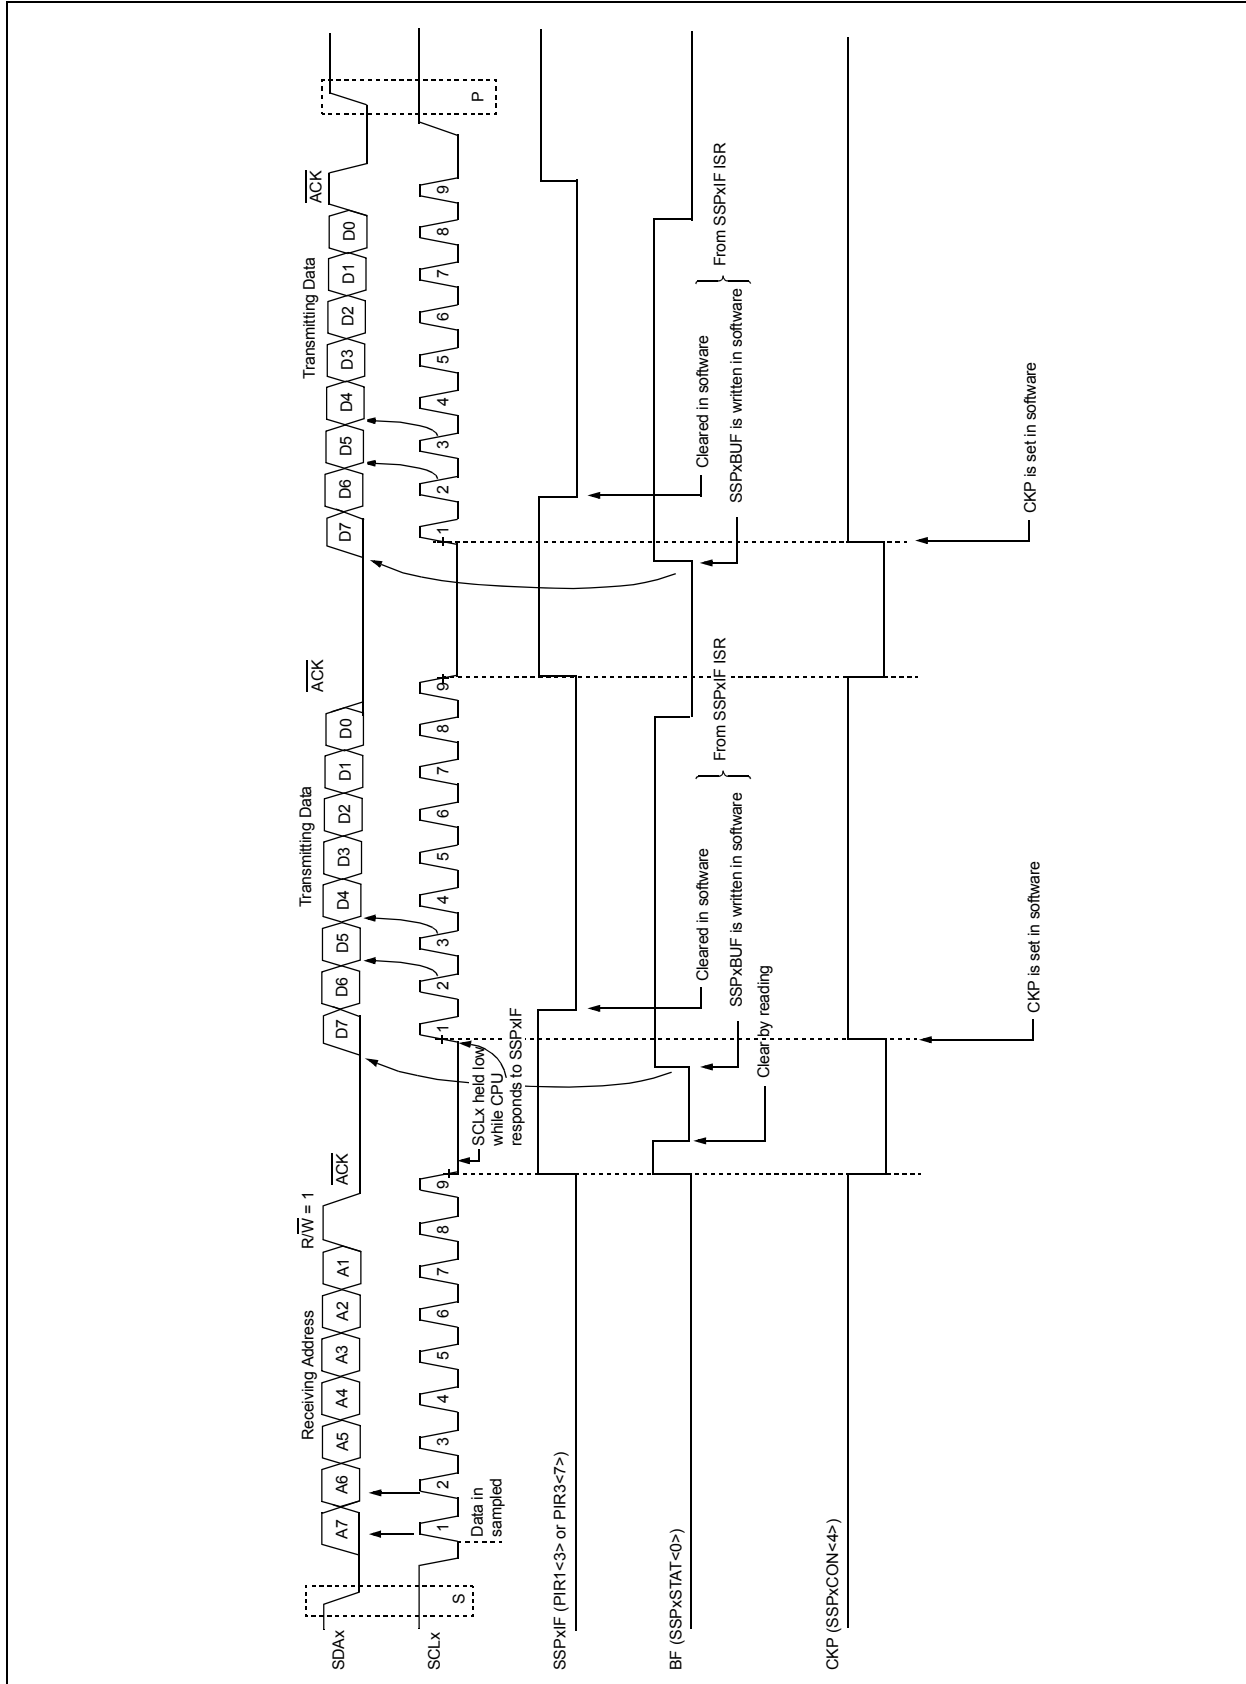 Receiving Address
R/W = 1
ACK
Transmitting Data
ACK
Transmitting Data
ACK
SDAx
A7
A6
A5
A4
A3
A2
A1
D7
D6
D5
D4
D3
D2
D1
D0
D7
D6
D5
D4
D3
D2
D1
D0
SCLx
S
1
2
3
4
5
6
7
8
9
1
2
3
4
5
6
7
8
9
1
2
3
4
5
6
7
8
9
P
Data in
sampled
SCLx held low
while CPU
responds to SSPxIF
SSPxIF (PIR1<3> or PIR3<7>)
BF (SSPxSTAT<0>)
Cleared in software
From SSPxIF ISR
SSPxBUF is written in software
Clear by reading
Cleared in software
From SSPxIF ISR
SSPxBUF is written in software
CKP (SSPxCON<4>)
CKP is set in software
CKP is set in software